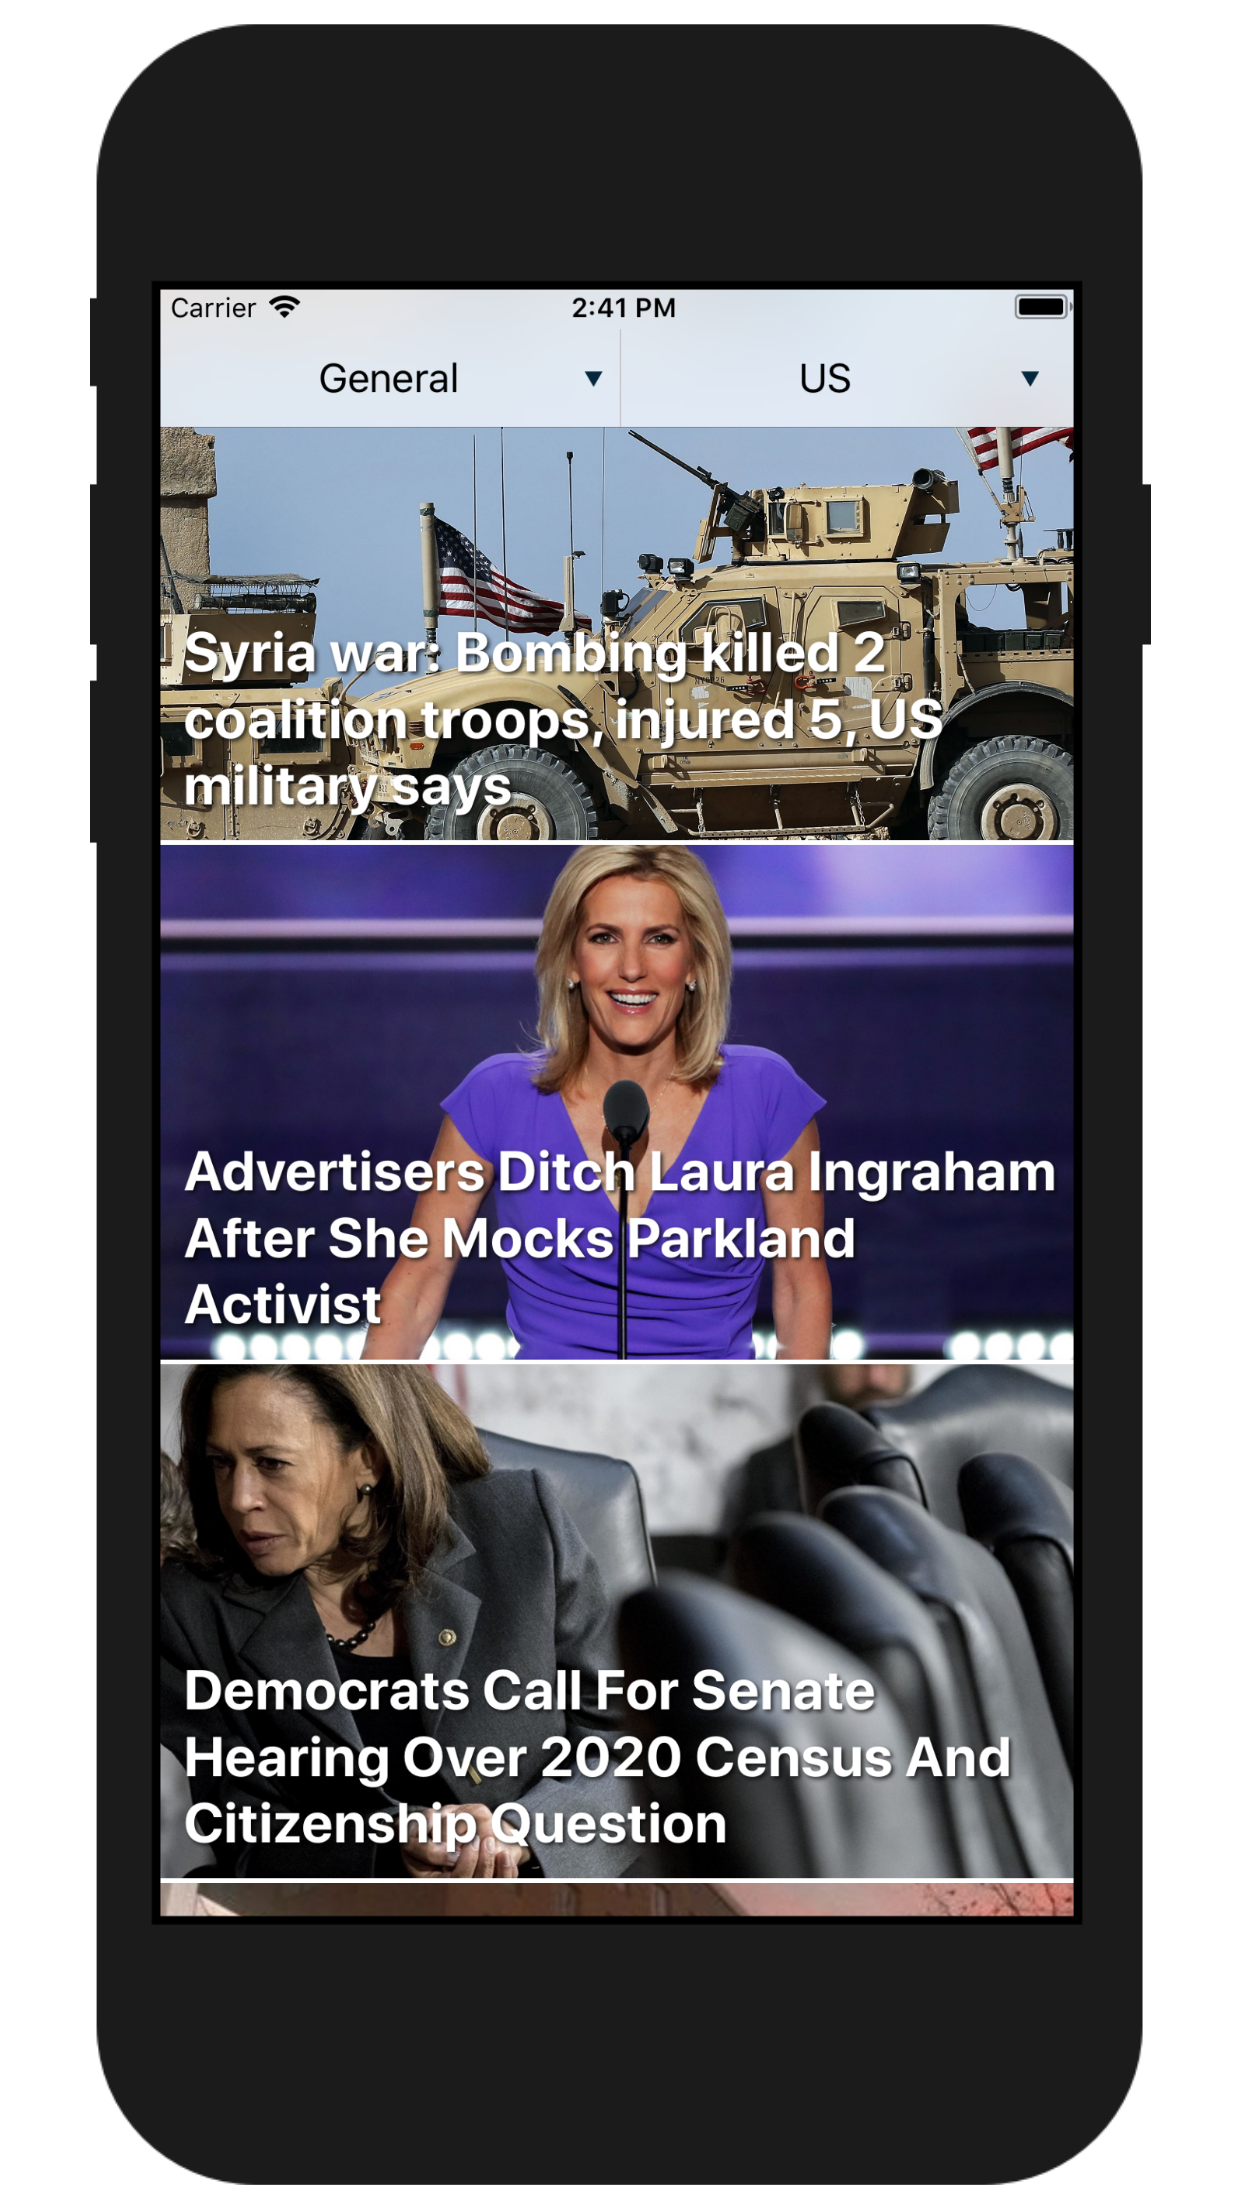 Carrier 2:41 PM
General ▼ US ▼
Syria war: Bombing killed 2
coalition troops, injured 5, US
military says
Advertisers Ditch Laura Ingraham
After She Mocks Parkland
Activist
Democrats Call For Senate
Hearing Over 2020 Census And
Citizenship Question